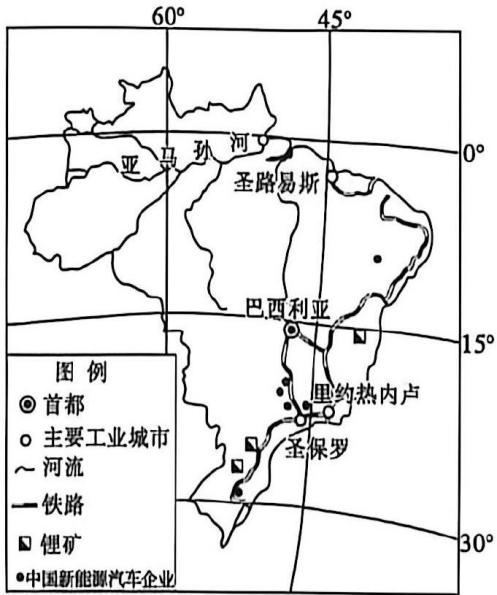 60°
45°
亚马孙河
0°
圣路易斯
巴西利亚
15°
里约热内卢
圣保罗
30°
图例
首都
主要工业城市
河流
铁路
锂矿
中国新能源汽车企业